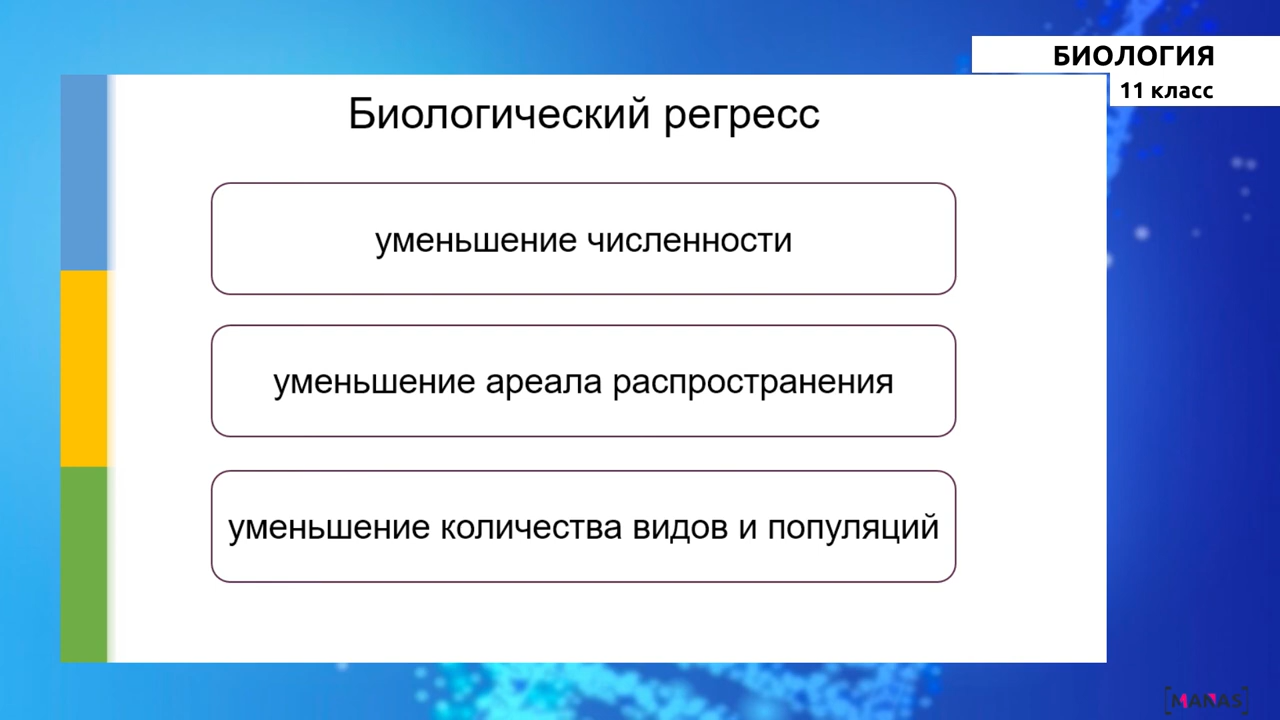 БИОЛОГИЯ
11 класс
Биологический регресс
уменьшение численности
уменьшение ареала распространения
уменьшение количества видов и популяций
[MANAS]